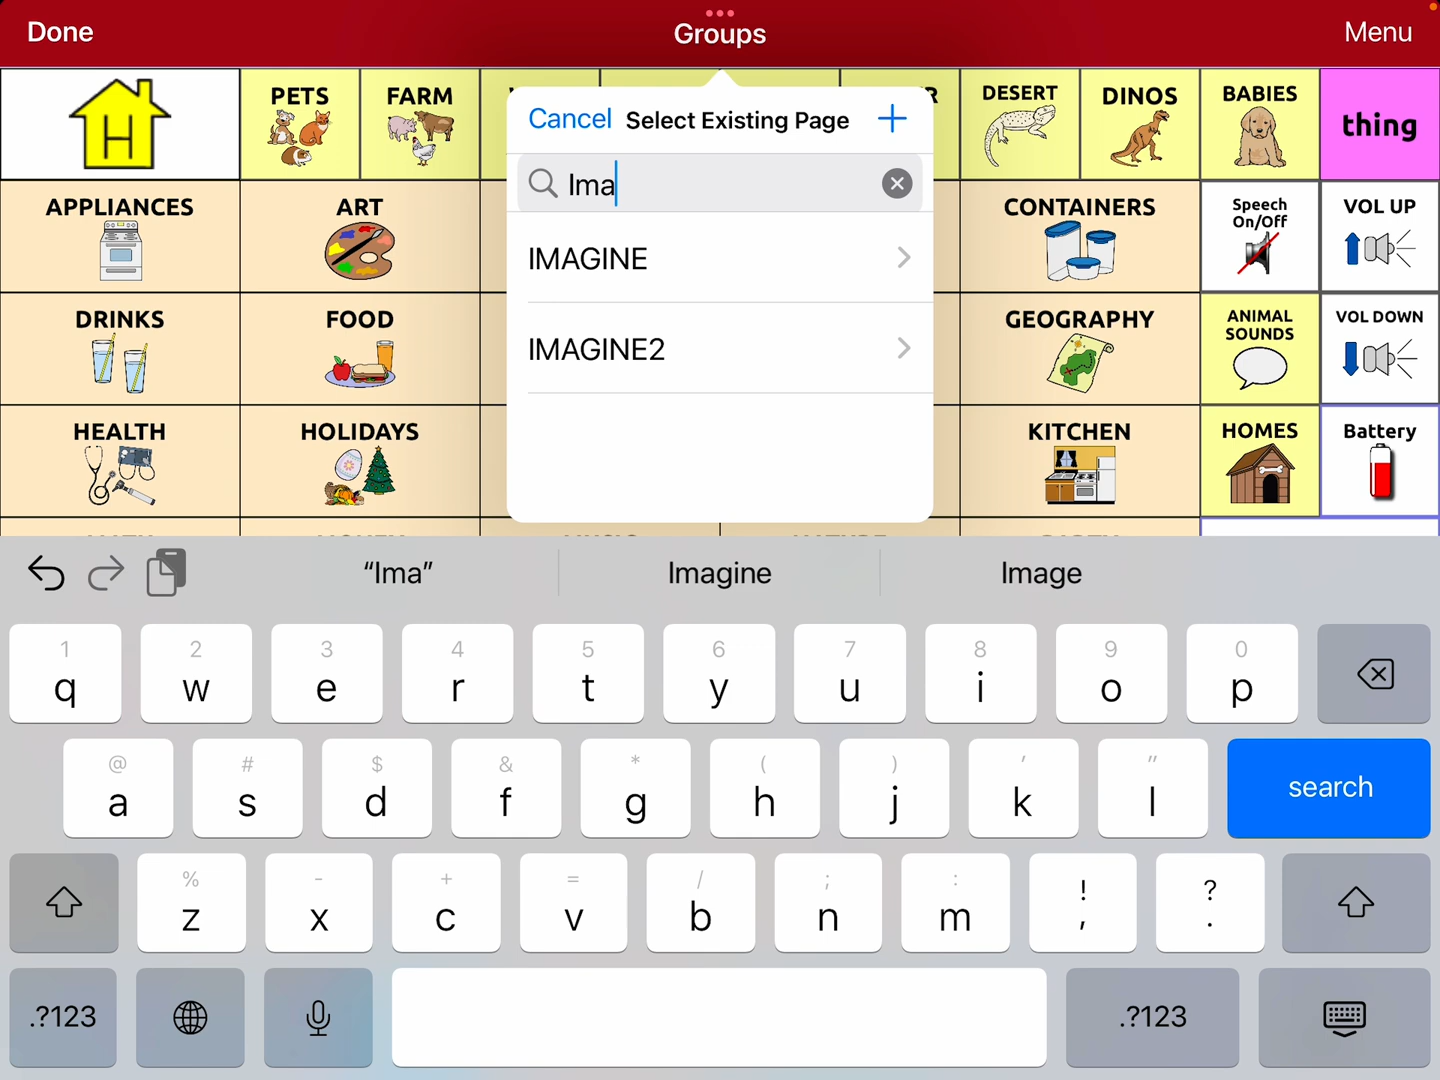 Done
Groups
Menu
PETS
FARM
R
DESERT
DINOS
BABIES
thing
H
Cancel
Select Existing Page
Ima
IMAGINE
IMAGINE2
APPLIANCES
ART
CONTAINERS
Speech
On/Off
VOL UP
DRINKS
FOOD
GEOGRAPHY
ANIMAL
SOUNDS
VOL DOWN
HEALTH
HOLIDAYS
KITCHEN
HOMES
Battery
“Ima”
Imagine
Image
1 2 3 4 5 6 7 8 9 0
q w e r t y u i o p
@ # $ & * ( ) ' "
a s d f g h j k l
search
% - + = / ; : ! ?
z x c v b n m , .
.?123
.?123